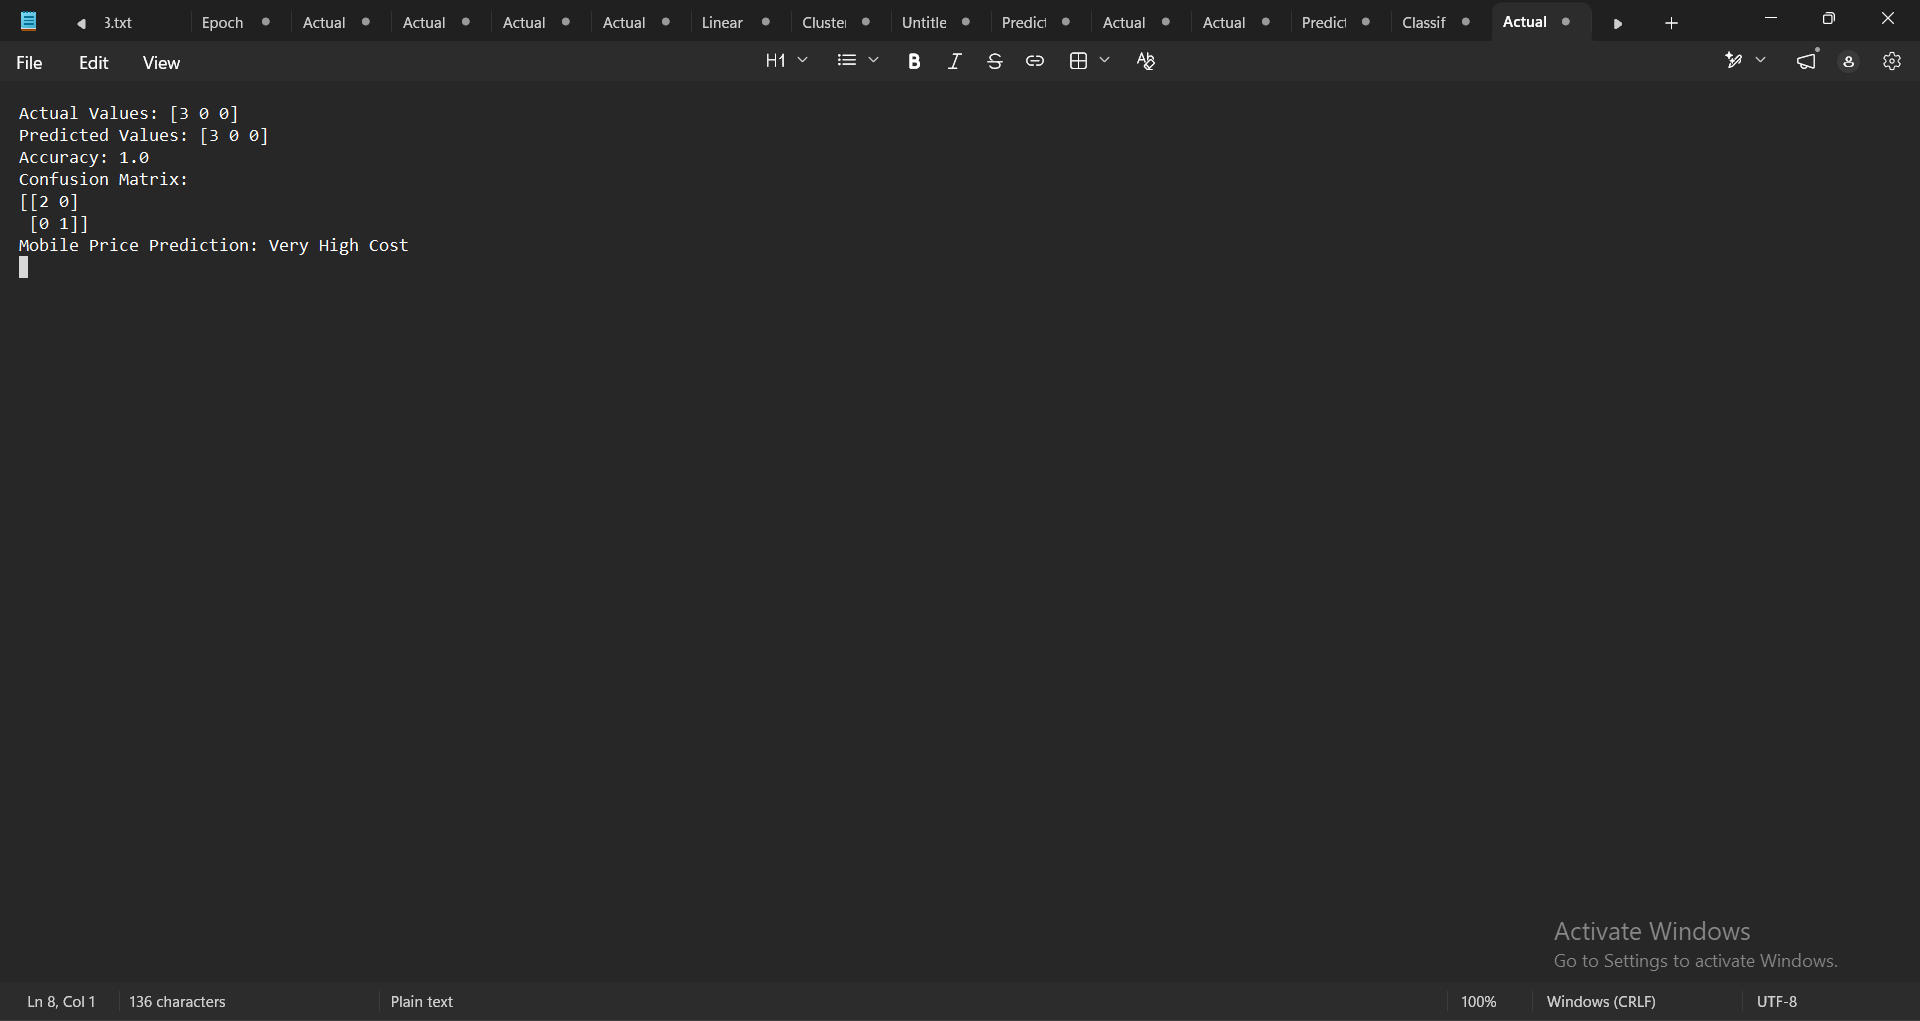 3.txt
Epoch
Actual
Actual
Actual
Actual
Linear
Cluste
Untitle
Predic
Actual
Actual
Predic
Classif
Actual
File Edit View
H1
Actual Values: [3 0 0]
Predicted Values: [3 0 0]
Accuracy: 1.0
Confusion Matrix:
[[2 0]
 [0 1]]
Mobile Price Prediction: Very High Cost
Activate Windows
Go to Settings to activate Windows.
Ln 8, Col 1 136 characters Plain text 100% Windows (CRLF) UTF-8